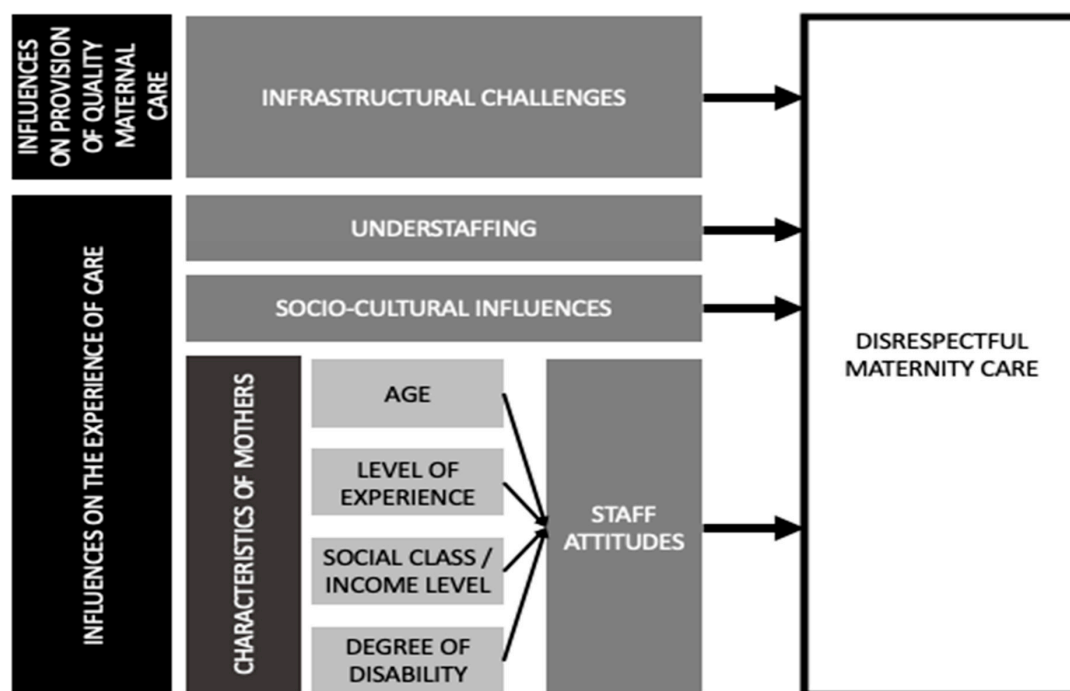 INFLUENCES
ON PROVISION
OF QUALITY
MATERNAL
CARE
INFRASTRUCTURAL CHALLENGES
INFLUENCES ON THE EXPERIENCE OF CARE
UNDERSTAFFING
SOCIO-CULTURAL INFLUENCES
CHARACTERISTICS OF MOTHERS
AGE
LEVEL OF
EXPERIENCE
SOCIAL CLASS /
INCOME LEVEL
DEGREE OF
DISABILITY
STAFF
ATTITUDES
DISRESPECTFUL
MATERNITY CARE